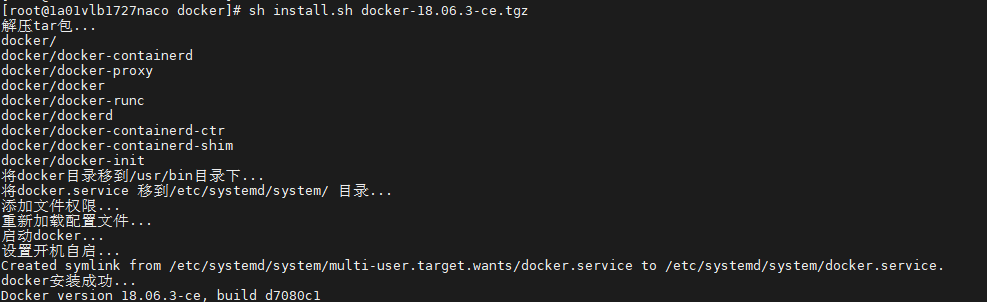 [root@1a01vlb1727naco docker]# sh install.sh docker-18.06.3-ce.tgz
解压tar包...
docker/
docker/docker-containerd
docker/docker-proxy
docker/docker
docker/docker-runc
docker/dockerd
docker/docker-containerd-ctr
docker/docker-containerd-shim
docker/docker-init
将docker目录移到/usr/bin目录下...
将docker.service 移到/etc/systemd/system/ 目录...
添加文件权限...
重新加载配置文件...
启动docker...
设置开机自启...
Created symlink from /etc/systemd/system/multi-user.target.wants/docker.service to /etc/systemd/system/docker.service.
docker安装成功...
Docker version 18.06.3-ce, build d7080c1